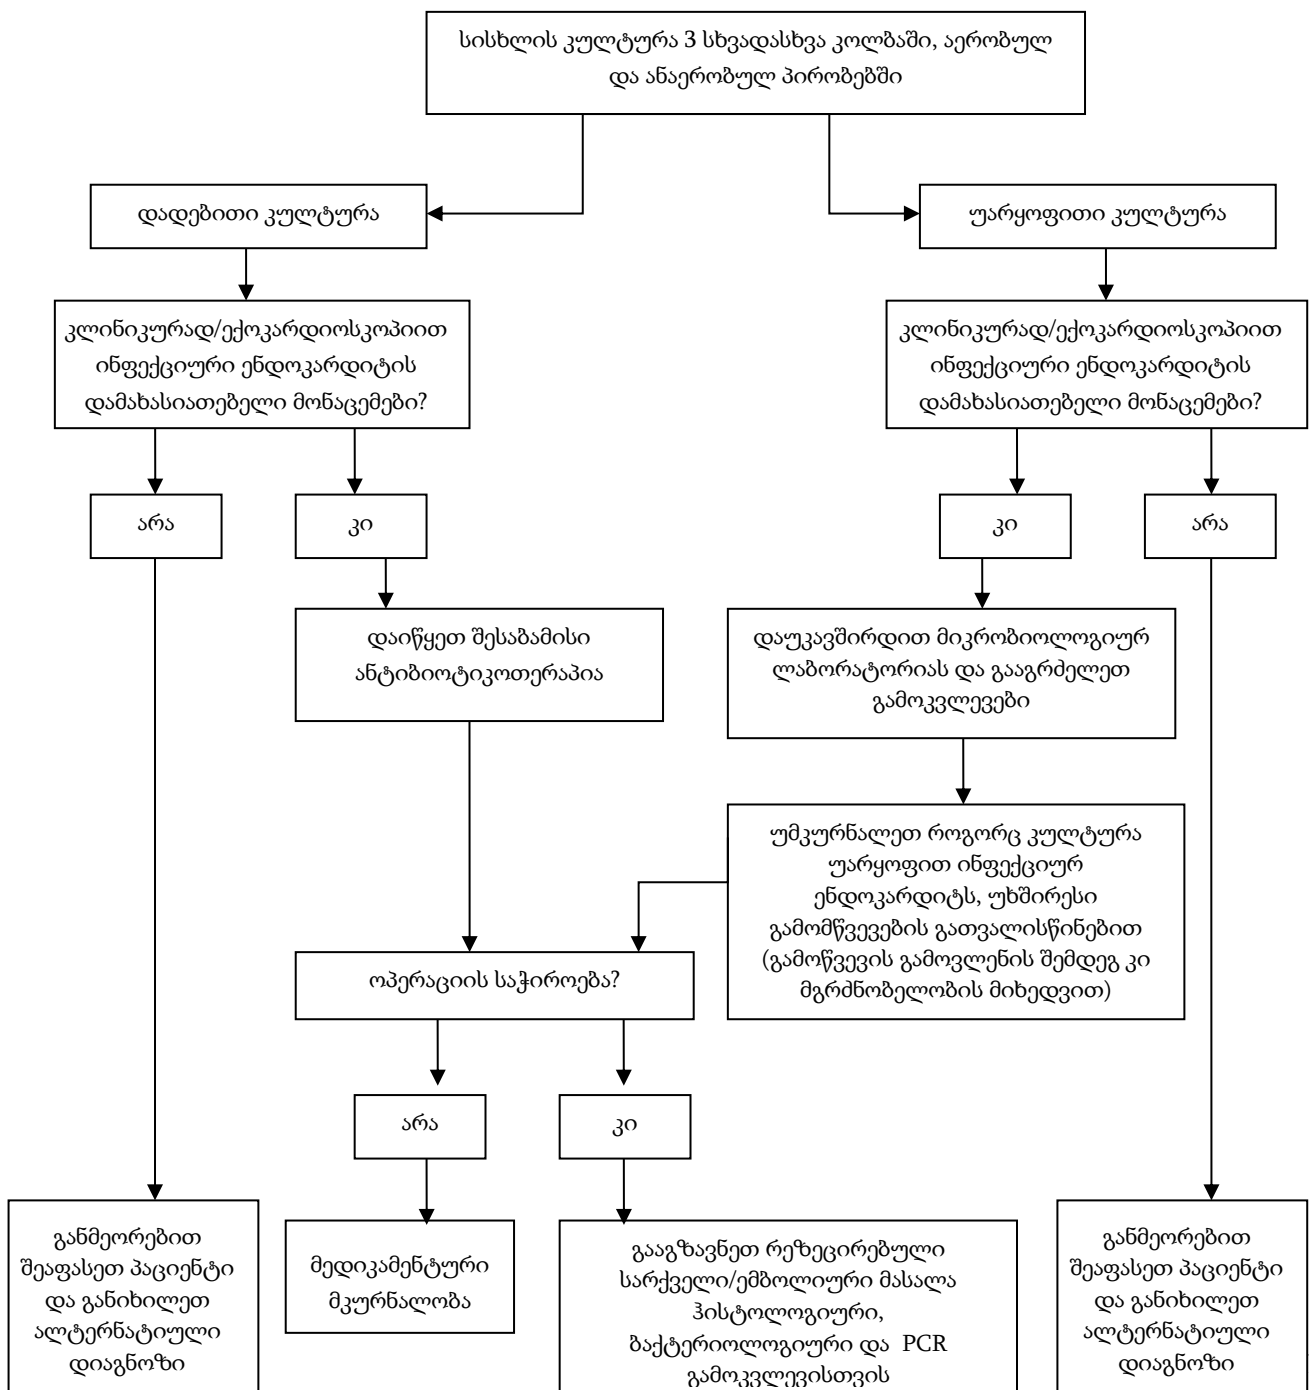 სისხლის კულტურა 3 სხვადასხვა კოლბაში, აერობულ
და ანაერობულ პირობებში
დადებითი კულტურა
უარყოფითი კულტურა
კლინიკურად/ექოკარდიოსკოპიით
ინფექციური ენდოკარდიტის
დამახასიათებელი მონაცემები?
კლინიკურად/ექოკარდიოსკოპიით
ინფექციური ენდოკარდიტის
დამახასიათებელი მონაცემები?
არა
კი
კი
არა
დაიწყეთ შესაბამისი
ანტიბიოტიკოთერაპია
დაუკავშირდით მიკრობიოლოგიურ
ლაბორატორიას და გააგრძელეთ
გამოკვლევები
უმკურნალეთ როგორც კულტურა
უარყოფით ინფექციურ
ენდოკარდიტს, უხშირესი
გამომწვევების გათვალისწინებით
(გამოწვევის გამოვლენის შემდეგ კი
მგრძნობელობის მიხედვით)
ოპერაციის საჭიროება?
არა
კი
განმეორებით
შეაფასეთ პაციენტი
და განიხილეთ
ალტერნატიული
დიაგნოზი
მედიკამენტური
მკურნალობა
გააგზავნეთ რეზეცირებული
სარქველი/ემბოლიური მასალა
ჰისტოლოგიური,
ბაქტერიოლოგიური და PCR
გამოკვლევისთვის
განმეორებით
შეაფასეთ პაციენტი
და განიხილეთ
ალტერნატიული
დიაგნოზი